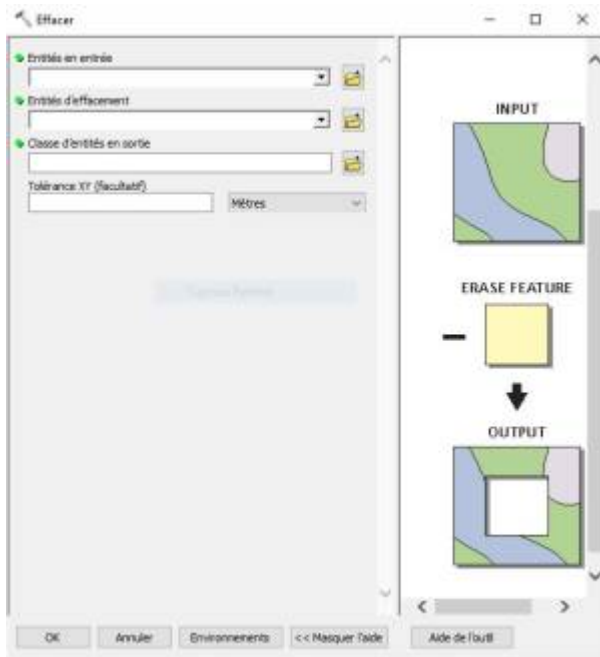 Effacer
Entités en entrée
Entités d'effacement
Classe d'entités en sortie
Tolérance XY (facultatif)
Mètres
INPUT
ERASE FEATURE
OUTPUT
OK
Annuler
Environnements
<< Masquer l'aide
Aide de l'outil